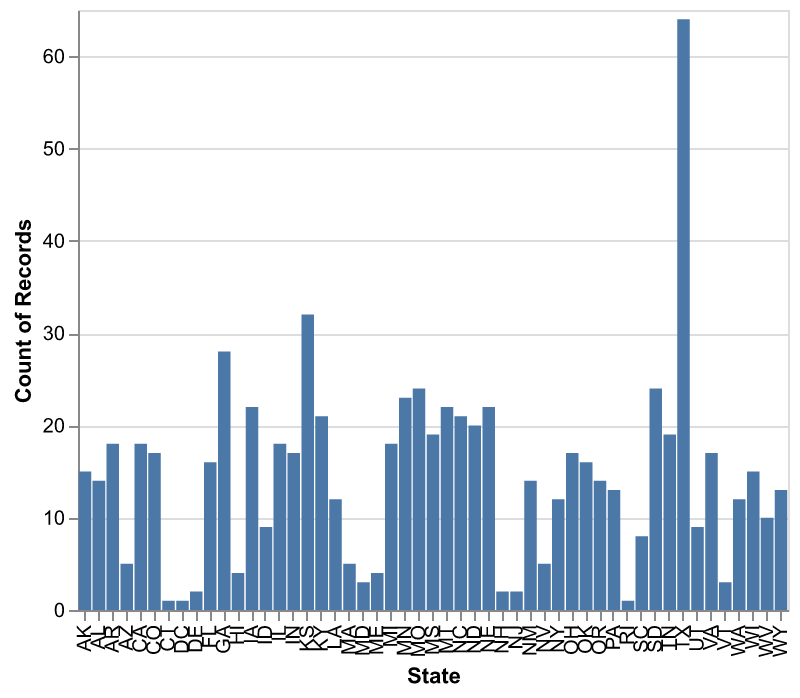 60
50
40
30
20
10
0
Count of Records
AK AL AR AZ CA CO CT DC DE FL GA HI IA ID IL IN KS KY LA MA MD ME MI MN MO MS MT NC ND NE NH NJ NM NV NY OH OK OR PA RI SC SD TN TX UT VA VT WA WI WV WY
State